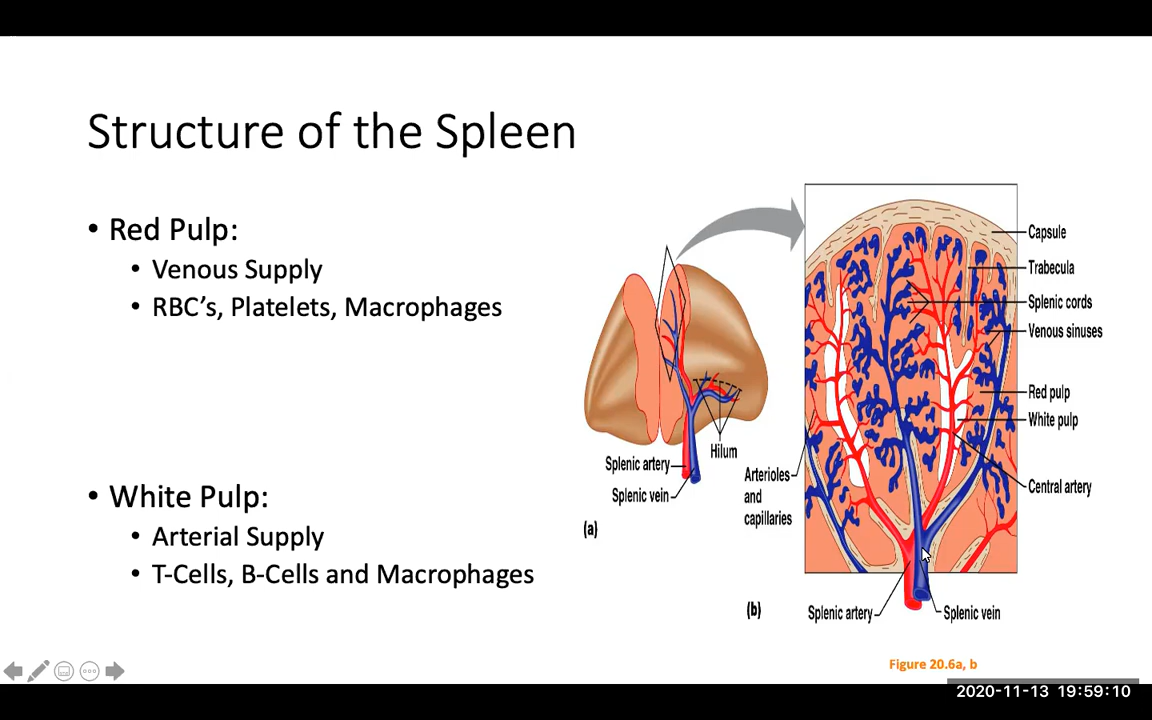 Structure of the Spleen
• Red Pulp:
• Venous Supply
• RBC's, Platelets, Macrophages
• White Pulp:
• Arterial Supply
• T-Cells, B-Cells and Macrophages
Hilum
Splenic artery
Splenic vein
(a)
Capsule
Trabecula
Splenic cords
Venous sinuses
Red pulp
White pulp
Central artery
Arterioles
and
capillaries
(b)
Splenic artery
Splenic vein
Figure 20.6a, b
2020-11-13 19:59:10